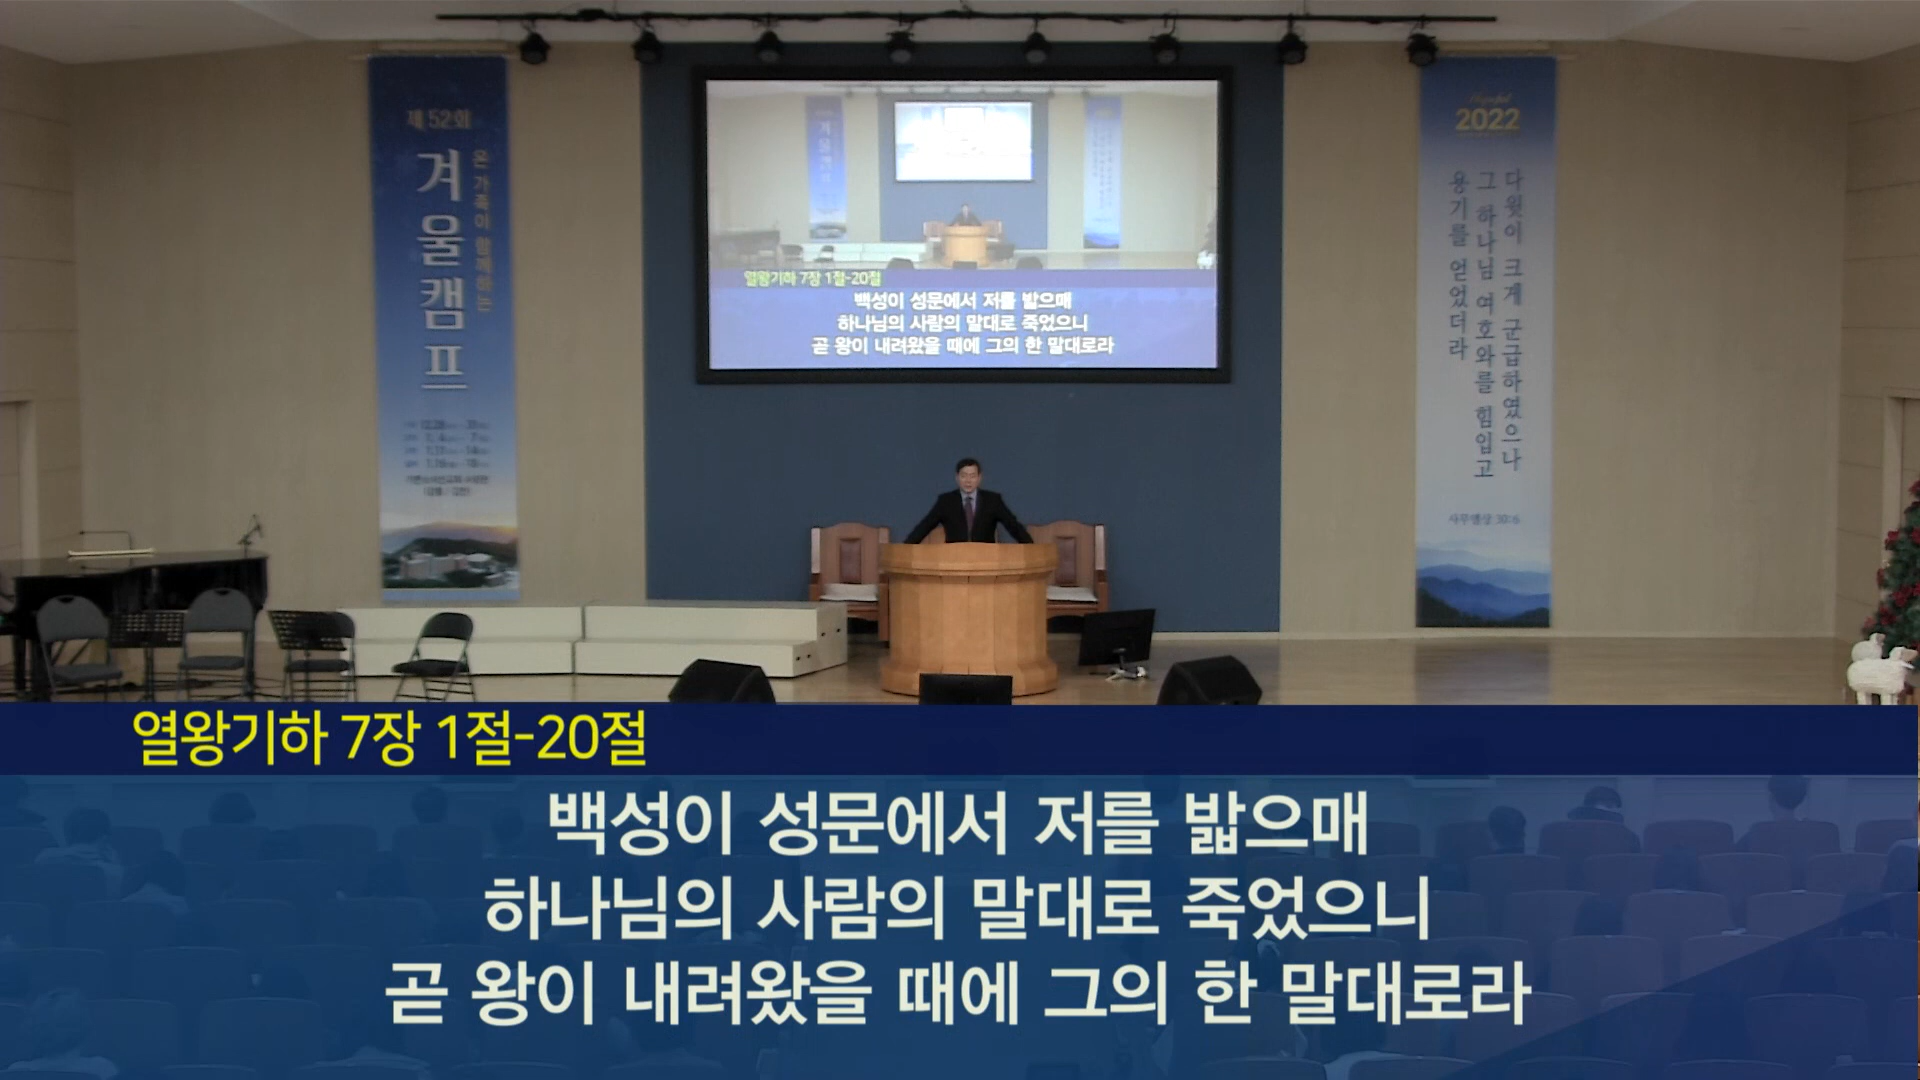 제52회
온 가족이 함께하는
겨울캠프
2022
다윗이 크게 군급하였으나
그 하나님 여호와를 힘입고
용기를 얻었더라
사무엘상 30:6
열왕기하 7장 1절-20절
백성이 성문에서 저를 밟으매
하나님의 사람의 말대로 죽었으니
곧 왕이 내려왔을 때에 그의 한 말대로라
열왕기하 7장 1절-20절
백성이 성문에서 저를 밟으매
하나님의 사람의 말대로 죽었으니
곧 왕이 내려왔을 때에 그의 한 말대로라